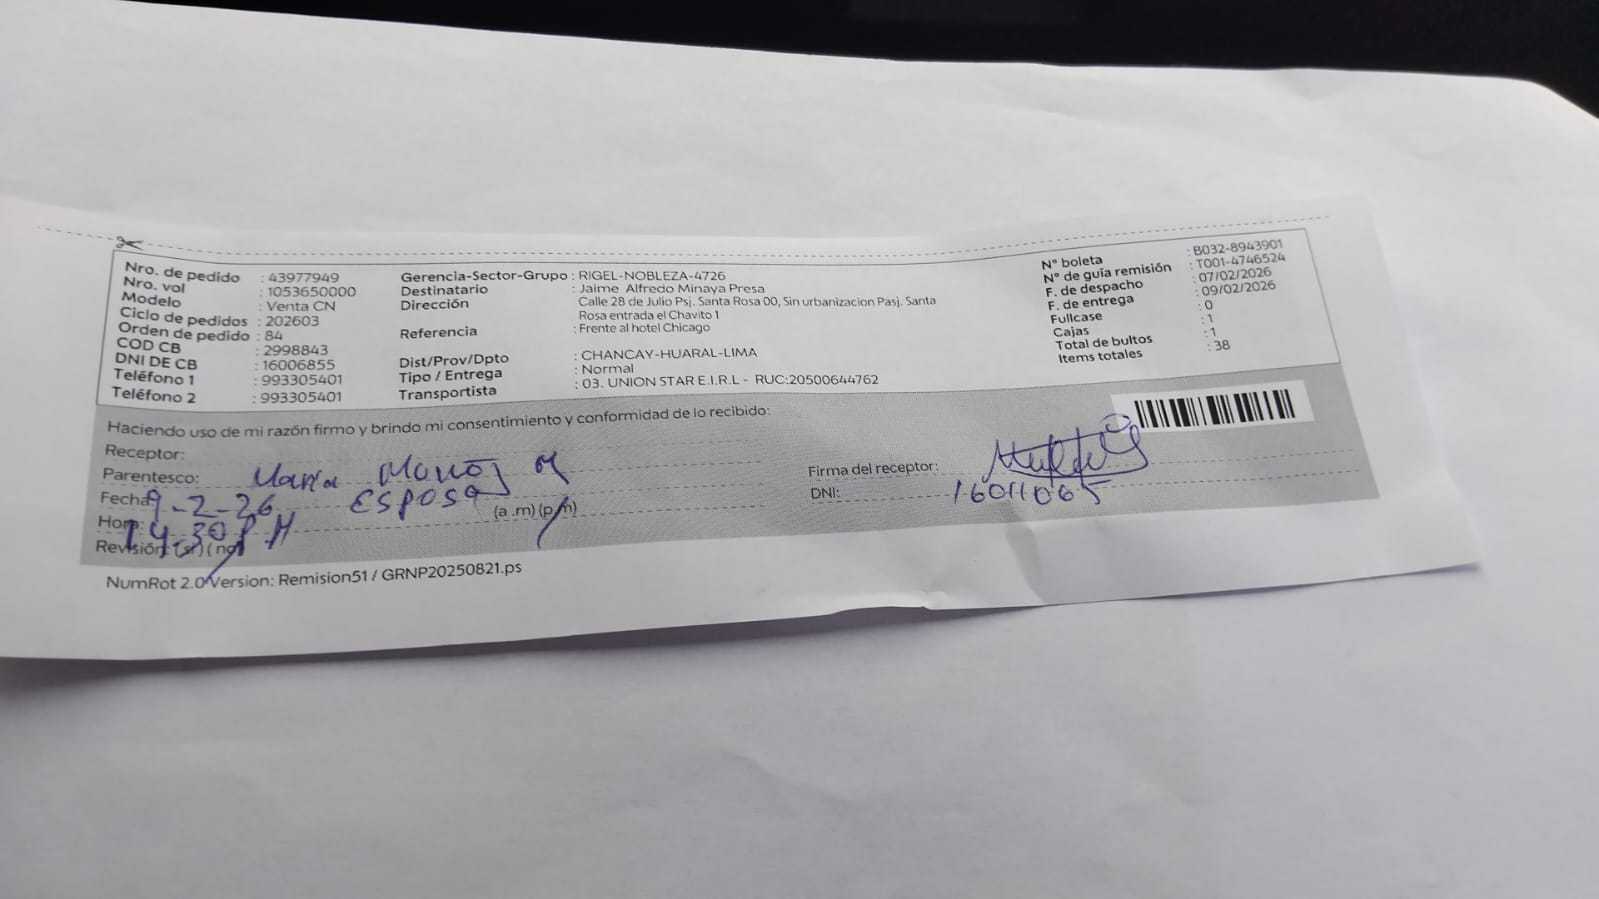 Nro. de pedido : 43977949
Nro. vol : 1053650000
Modelo : Venta CN
Ciclo de pedidos : 202603
Orden de pedido : 84
COD CB : 2998843
DNI DE CB : 16006855
Teléfono 1 : 993305401
Teléfono 2 : 993305401
Gerencia-Sector-Grupo : RIGEL-NOBLEZA-4726
Destinatario : Jaime Alfredo Minaya Presa
Dirección : Calle 28 de Julio Psj. Santa Rosa 00, Sin urbanizacion Pasj. Santa
Rosa entrada el Chavito 1
Referencia : Frente al hotel Chicago
Dist/Prov/Dpto : CHANCAY-HUARAL-LIMA
Tipo / Entrega : Normal
Transportista : 03. UNION STAR E.I.R.L - RUC:20500644762
N° boleta : B032-8943901
N° de guía remisión : T001-4746524
F. de despacho : 07/02/2026
F. de entrega : 09/02/2026
Fullcase : 0
Cajas : 1
Total de bultos : 1
Items totales : 38
Haciendo uso de mi razón firmo y brindo mi consentimiento y conformidad de lo recibido:
Receptor: María
Parentesco: ESPOSA
Fecha: 9-2-26
Hora: 14-30 PM (a .m) (p.m)
Revisión: (si) ( no)
Firma del receptor:
DNI: 16011065
NumRot 2.0 Version: Remision51 / GRNP20250821.ps